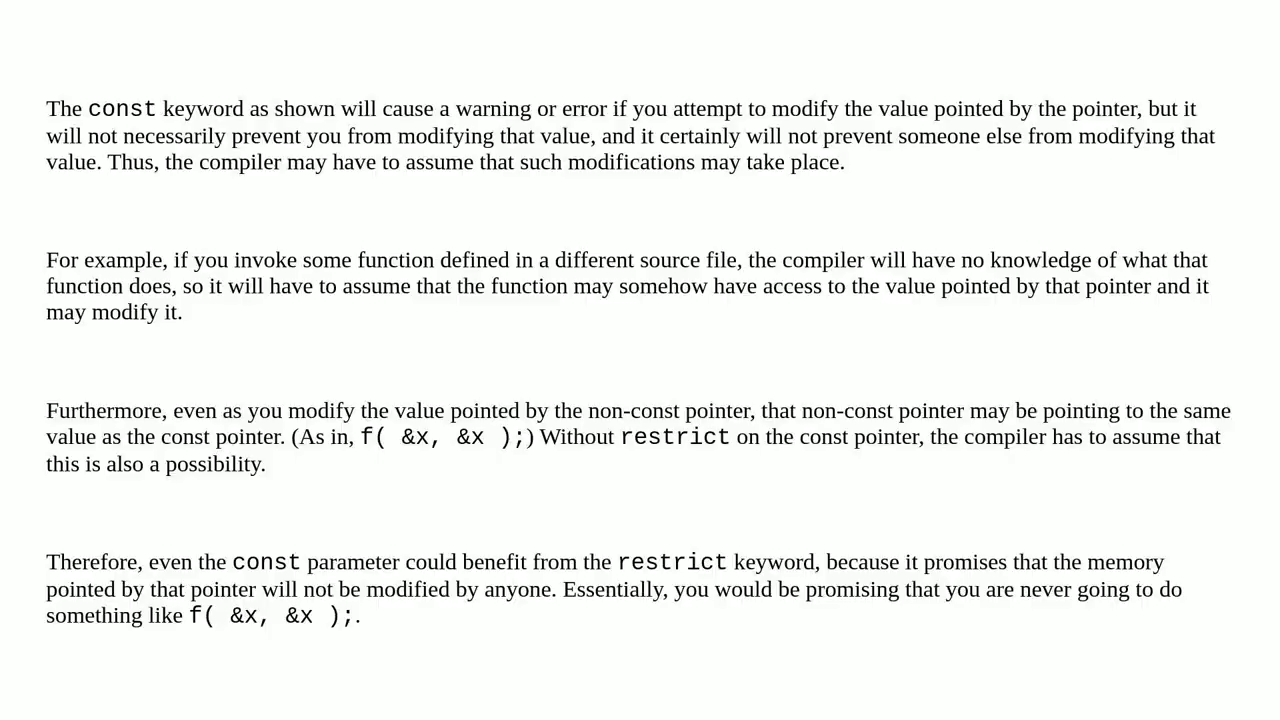 The const keyword as shown will cause a warning or error if you attempt to modify the value pointed by the pointer, but it
will not necessarily prevent you from modifying that value, and it certainly will not prevent someone else from modifying that
value. Thus, the compiler may have to assume that such modifications may take place.
For example, if you invoke some function defined in a different source file, the compiler will have no knowledge of what that
function does, so it will have to assume that the function may somehow have access to the value pointed by that pointer and it
may modify it.
Furthermore, even as you modify the value pointed by the non-const pointer, that non-const pointer may be pointing to the same
value as the const pointer. (As in, f( &x, &x );) Without restrict on the const pointer, the compiler has to assume that
this is also a possibility.
Therefore, even the const parameter could benefit from the restrict keyword, because it promises that the memory
pointed by that pointer will not be modified by anyone. Essentially, you would be promising that you are never going to do
something like f( &x, &x );.